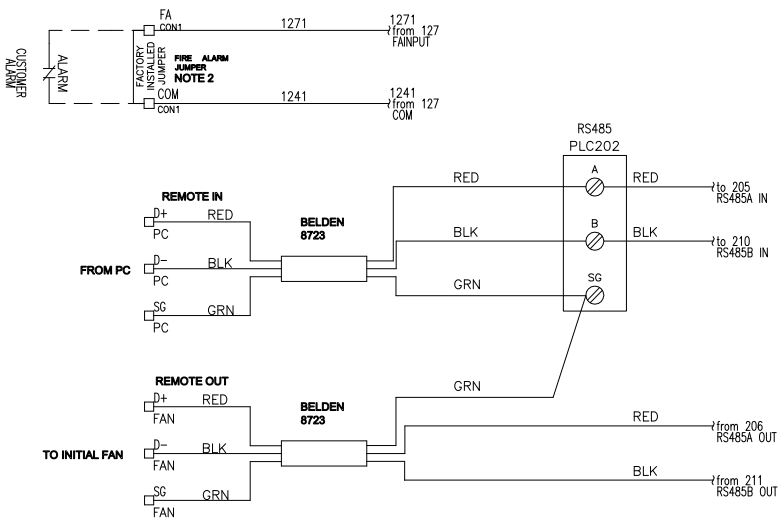 FA
CON1
1271
1271
from 127
FAINPUT
CUSTOMER
ALARM
ALARM
FACTORY
INSTALLED
JUMPER
FIRE ALARM
JUMPER
NOTE 2
COM
CON1
1241
1241
from 127
COM
RS485
PLC202
A
RED
RED
to 205
RS485A IN
REMOTE IN
D+
RED
PC
BELDEN
8723
B
BLK
BLK
to 210
RS485B IN
FROM PC
D-
BLK
PC
SG
GRN
SG
GRN
PC
REMOTE OUT
D+
RED
FAN
BELDEN
8723
GRN
RED
from 206
RS485A OUT
TO INITIAL FAN
D-
BLK
FAN
BLK
from 211
RS485B OUT
SG
GRN
FAN